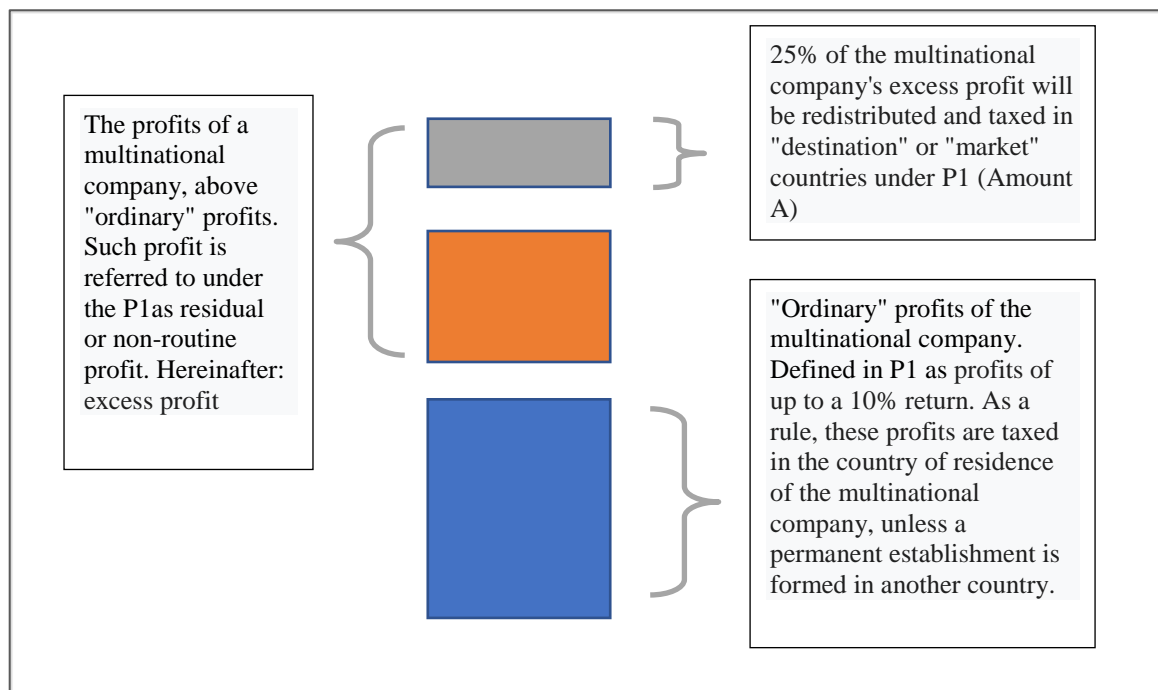 The profits of a
multinational
company, above
"ordinary" profits.
Such profit is
referred to under
the P1as residual
or non-routine
profit. Hereinafter:
excess profit
25% of the multinational
company's excess profit will
be redistributed and taxed in
"destination" or "market"
countries under P1 (Amount
A)
"Ordinary" profits of the
multinational company.
Defined in P1 as profits of
up to a 10% return. As a
rule, these profits are taxed
in the country of residence
of the multinational
company, unless a
permanent establishment is
formed in another country.